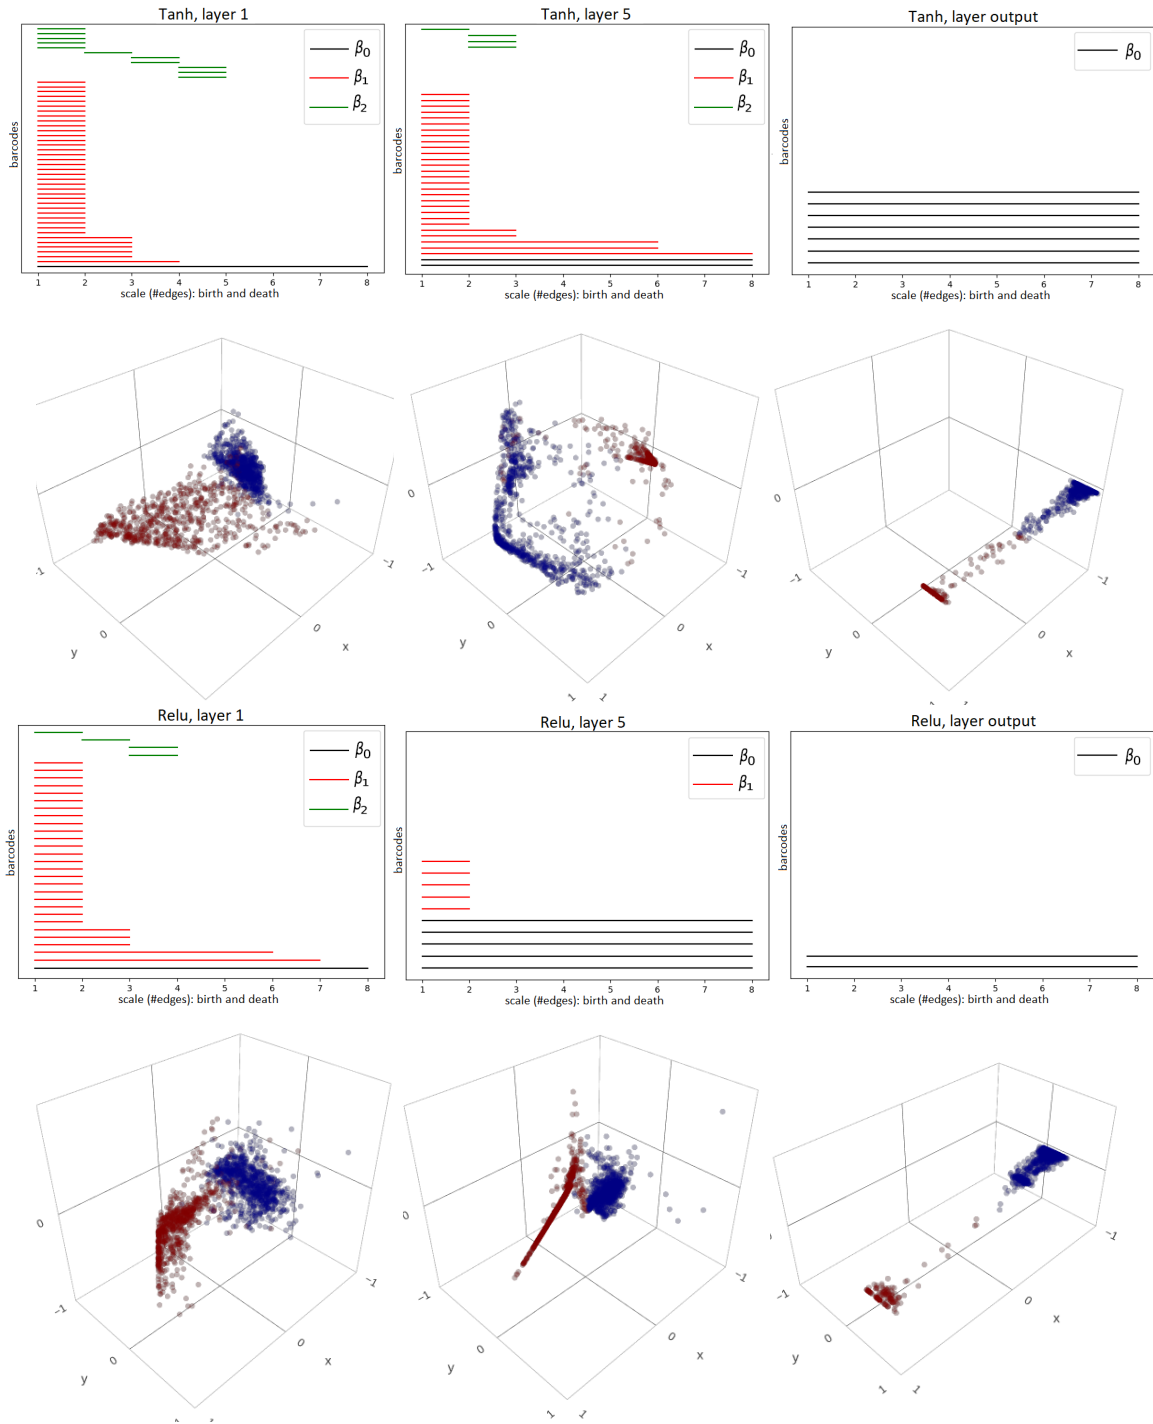 Tanh, layer 1
barcodes
β0
β1
β2
1 2 3 4 5 6 7 8
scale (#edges): birth and death
Tanh, layer 5
barcodes
β0
β1
β2
1 2 3 4 5 6 7 8
scale (#edges): birth and death
Tanh, layer output
barcodes
β0
1 2 3 4 5 6 7 8
scale (#edges): birth and death
-1
0
y
0
x
−1
0
−1
0
y
1
1
0
x
−1
0
−1
0
y
0
x
−1
Relu, layer 1
barcodes
β0
β1
β2
1 2 3 4 5 6 7 8
scale (#edges): birth and death
Relu, layer 5
barcodes
β0
β1
1 2 3 4 5 6 7 8
scale (#edges): birth and death
Relu, layer output
barcodes
β0
1 2 3 4 5 6 7 8
scale (#edges): birth and death
0
−1
0
y
0
x
−1
0
−1
0
y
1
1
0
x
−1
−1
0
y
1
1
0
x
−1